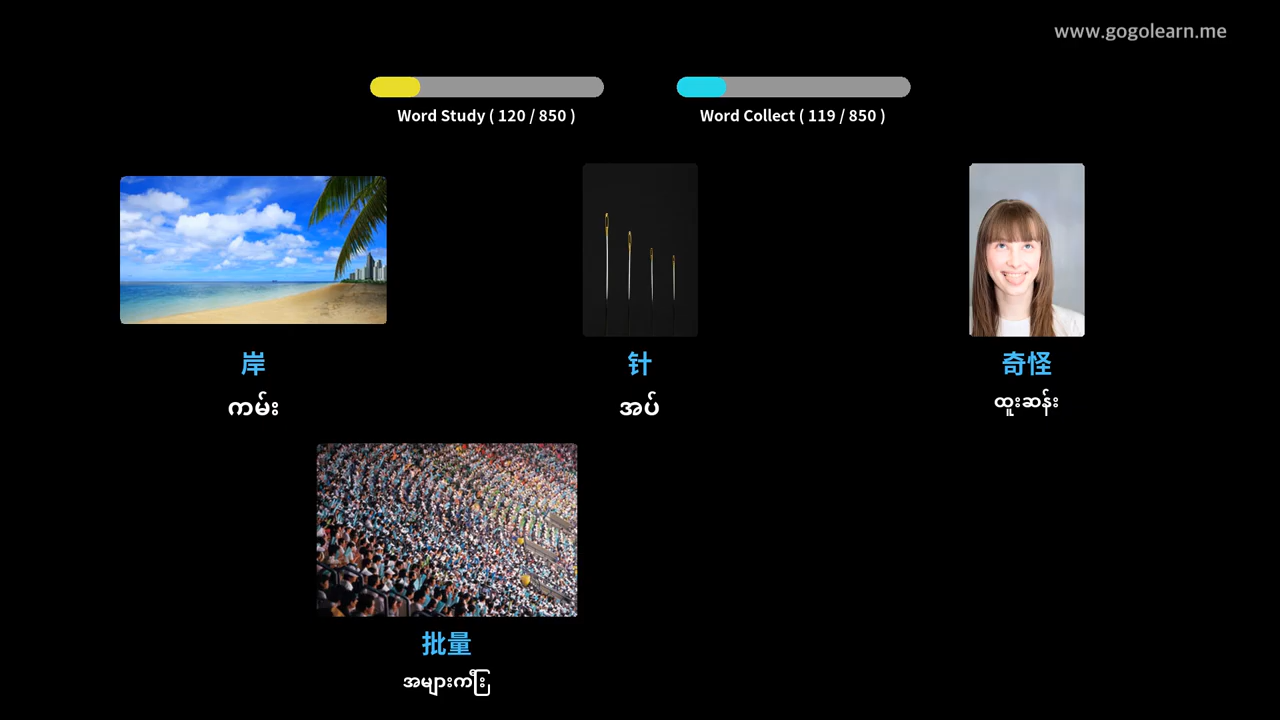 www.gogolearn.me
Word Study ( 120 / 850 )
Word Collect ( 119 / 850 )
岸
ကမ်း
针
အပ်
奇怪
ထူးဆန်း
批量
အများကြီး